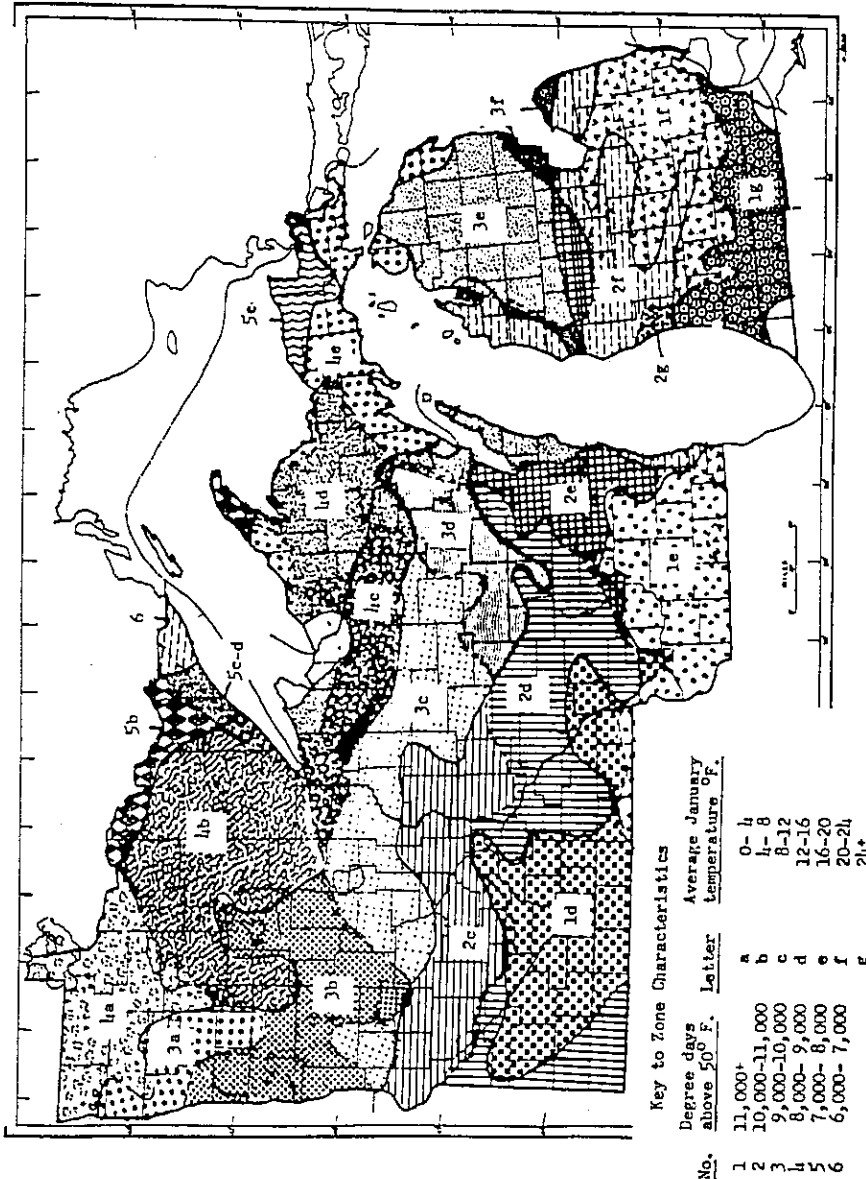 6
5b
5e
4a
4b
5c-d
4d
4e
3a
4c
3f
3b
3c
3d
3e
2c
2d
2e
2f
1f
1d
1e
2g
1g
MILES
Key to Zone Characteristics
No. Degree days above 50° F. Letter Average January temperature °F.
1 11,000+ a 0-4
2 10,000-11,000 b 4-8
3 9,000-10,000 c 8-12
4 8,000- 9,000 d 12-16
5 7,000- 8,000 e 16-20
6 6,000- 7,000 f 20-24
g 24+